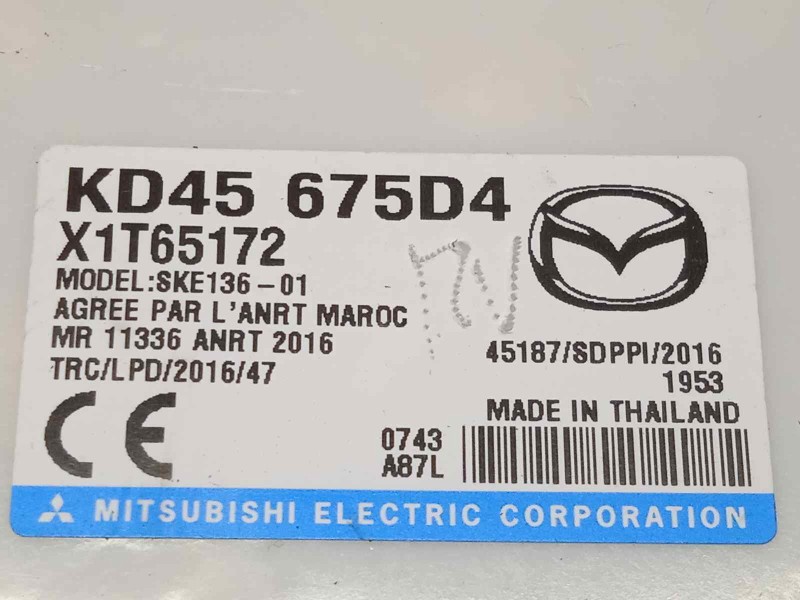 KD45 675D4
X1T65172
MODEL:SKE136-01
AGREE PAR L'ANRT MAROC
MR 11336 ANRT 2016
TRC/LPD/2016/47
45187/SDPPI/2016
1953
MADE IN THAILAND
CE
0743
A87L
MITSUBISHI ELECTRIC CORPORATION